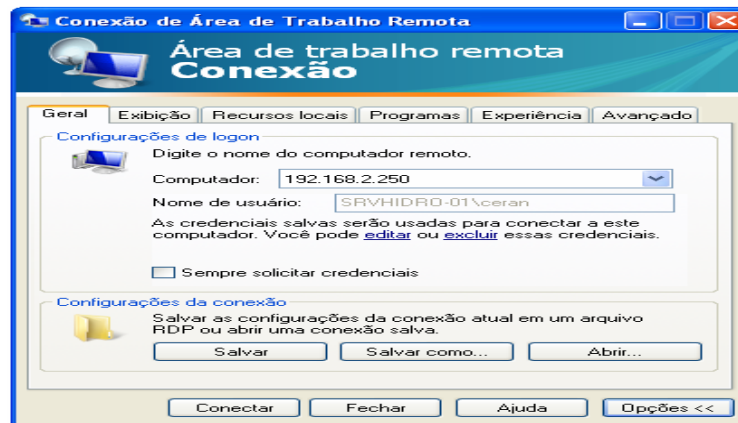 Conexão de Área de Trabalho Remota
Área de trabalho remota
Conexão
Geral Exibição Recursos locais Programas Experiência Avançado
Configurações de logon
Digite o nome do computador remoto.
Computador: 192.168.2.250
Nome de usuário: SRVHIDRO-01\ceran
As credenciais salvas serão usadas para conectar a este
computador. Você pode editar ou excluir essas credenciais.
Sempre solicitar credenciais
Configurações da conexão
Salvar as configurações da conexão atual em um arquivo
RDP ou abrir uma conexão salva.
Salvar Salvar como... Abrir...
Conectar Fechar Ajuda Opções <<